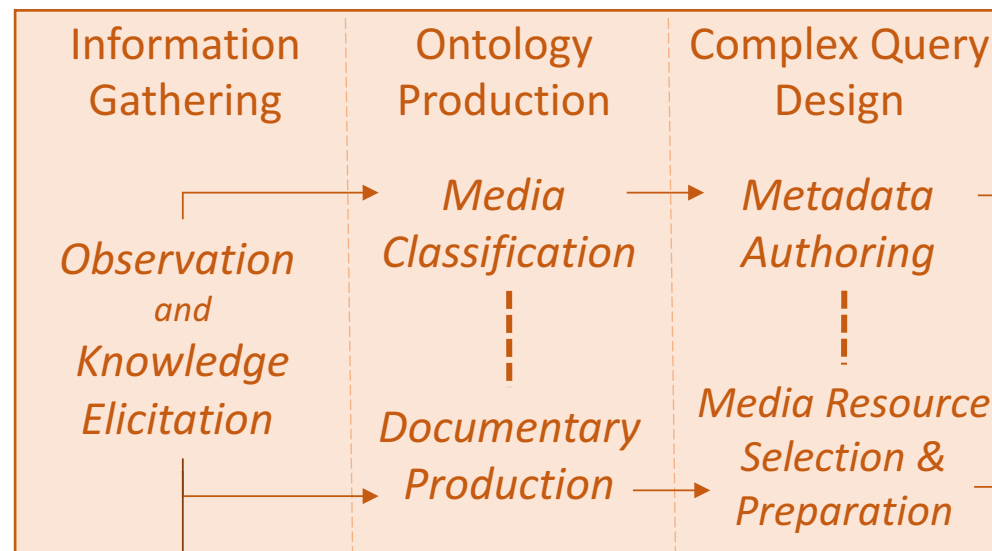 Information
Gathering
Ontology
Production
Complex Query
Design
Observation
and
Knowledge
Elicitation
Media
Classification
Documentary
Production
Metadata
Authoring
Media Resource
Selection &
Preparation